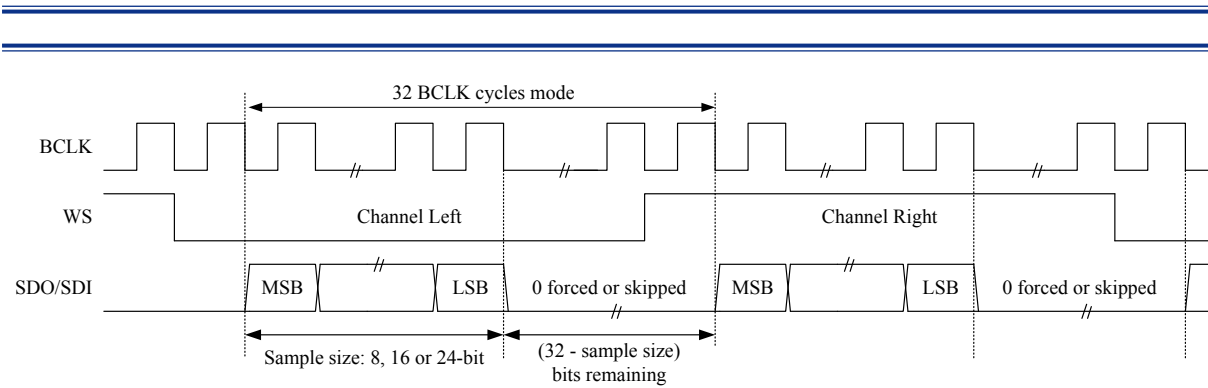 32 BCLK cycles mode
BCLK
WS
Channel Left
Channel Right
SDO/SDI
MSB
LSB
0 forced or skipped
MSB
LSB
0 forced or skipped
Sample size: 8, 16 or 24-bit
(32 - sample size)
bits remaining